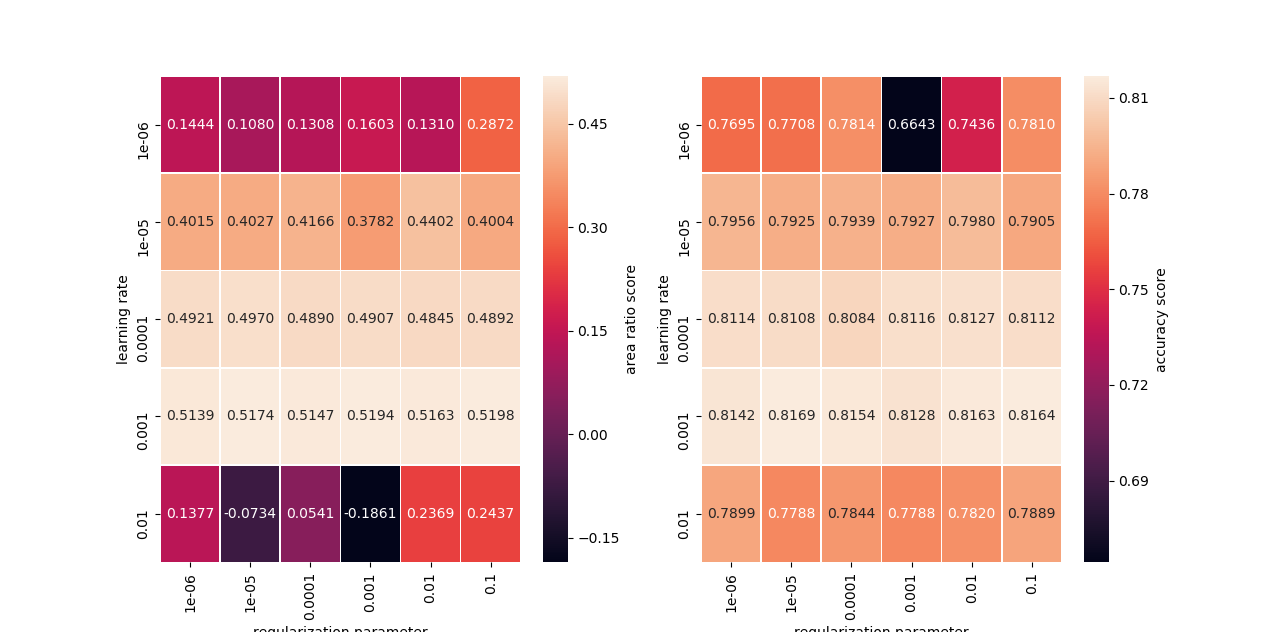 1e-06 0.1444 0.1080 0.1308 0.1603 0.1310 0.2872
1e-05 0.4015 0.4027 0.4166 0.3782 0.4402 0.4004
0.0001 0.4921 0.4970 0.4890 0.4907 0.4845 0.4892
0.001 0.5139 0.5174 0.5147 0.5194 0.5163 0.5198
0.01 0.1377 -0.0734 0.0541 -0.1861 0.2369 0.2437
learning rate
1e-06 1e-05 0.0001 0.001 0.01 0.1
regularization parameter
0.45
0.30
0.15
0.00
−0.15
area ratio score
1e-06 0.7695 0.7708 0.7814 0.6643 0.7436 0.7810
1e-05 0.7956 0.7925 0.7939 0.7927 0.7980 0.7905
0.0001 0.8114 0.8108 0.8084 0.8116 0.8127 0.8112
0.001 0.8142 0.8169 0.8154 0.8128 0.8163 0.8164
0.01 0.7899 0.7788 0.7844 0.7788 0.7820 0.7889
learning rate
1e-06 1e-05 0.0001 0.001 0.01 0.1
regularization parameter
0.81
0.78
0.75
0.72
0.69
accuracy score